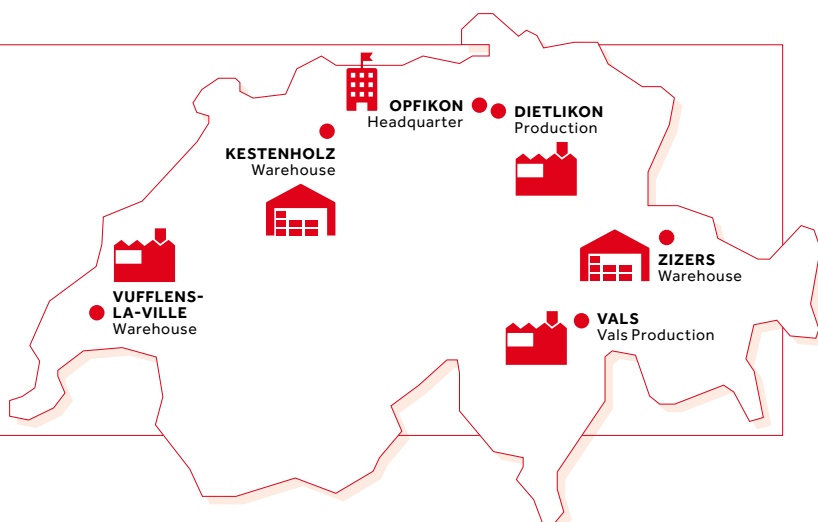 OPFIKON
Headquarter
DIETLIKON
Production
KESTENHOLZ
Warehouse
ZIZERS
Warehouse
VUFFLENS-
LA-VILLE
Warehouse
VALS
Vals Production